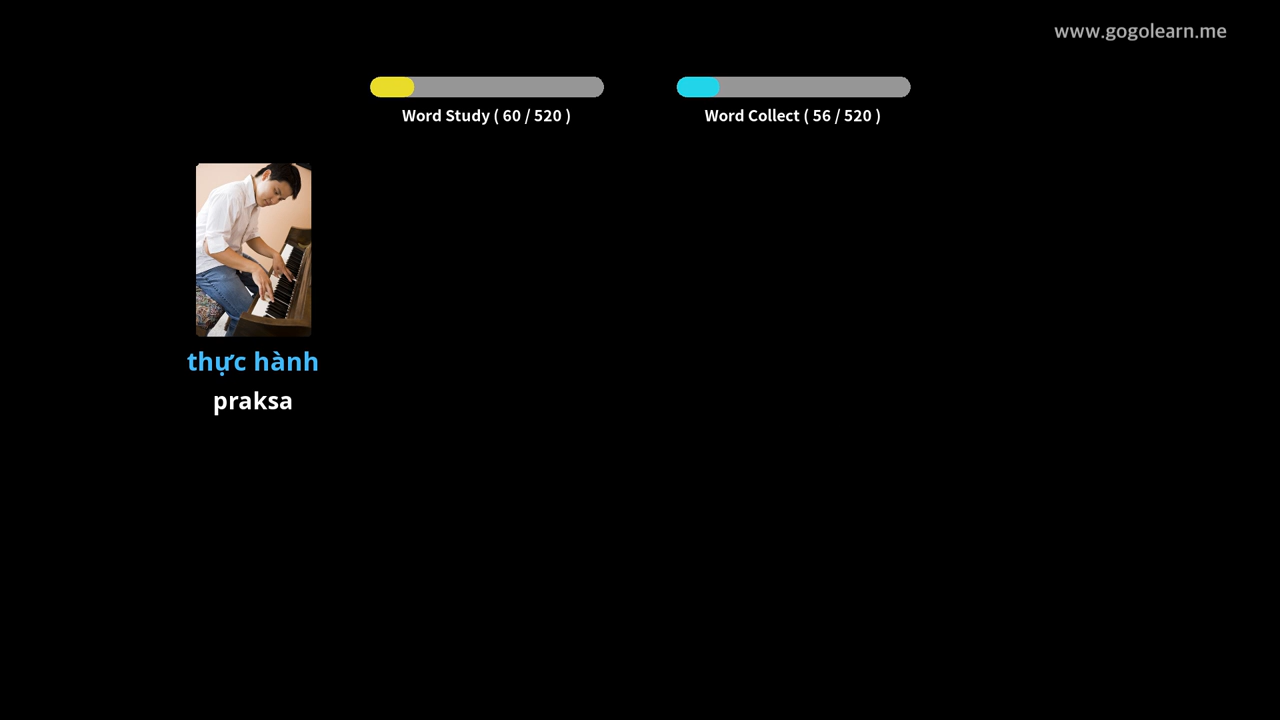 www.gogolearn.me
Word Study ( 60 / 520 )
Word Collect ( 56 / 520 )
thực hành
praksa